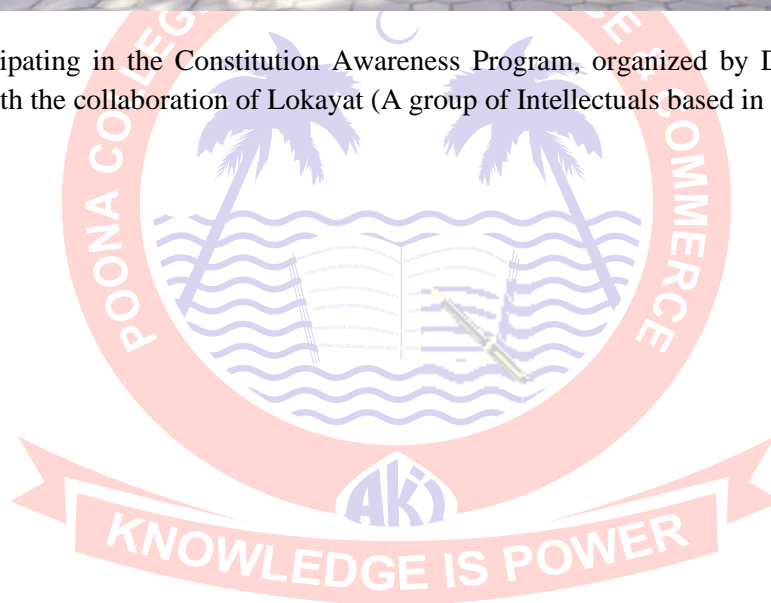 ipating in the Constitution Awareness Program, organized by D
th the collaboration of Lokayat (A group of Intellectuals based in
POONA COLLEGE
& COMMERCE
AKI
KNOWLEDGE IS POWER